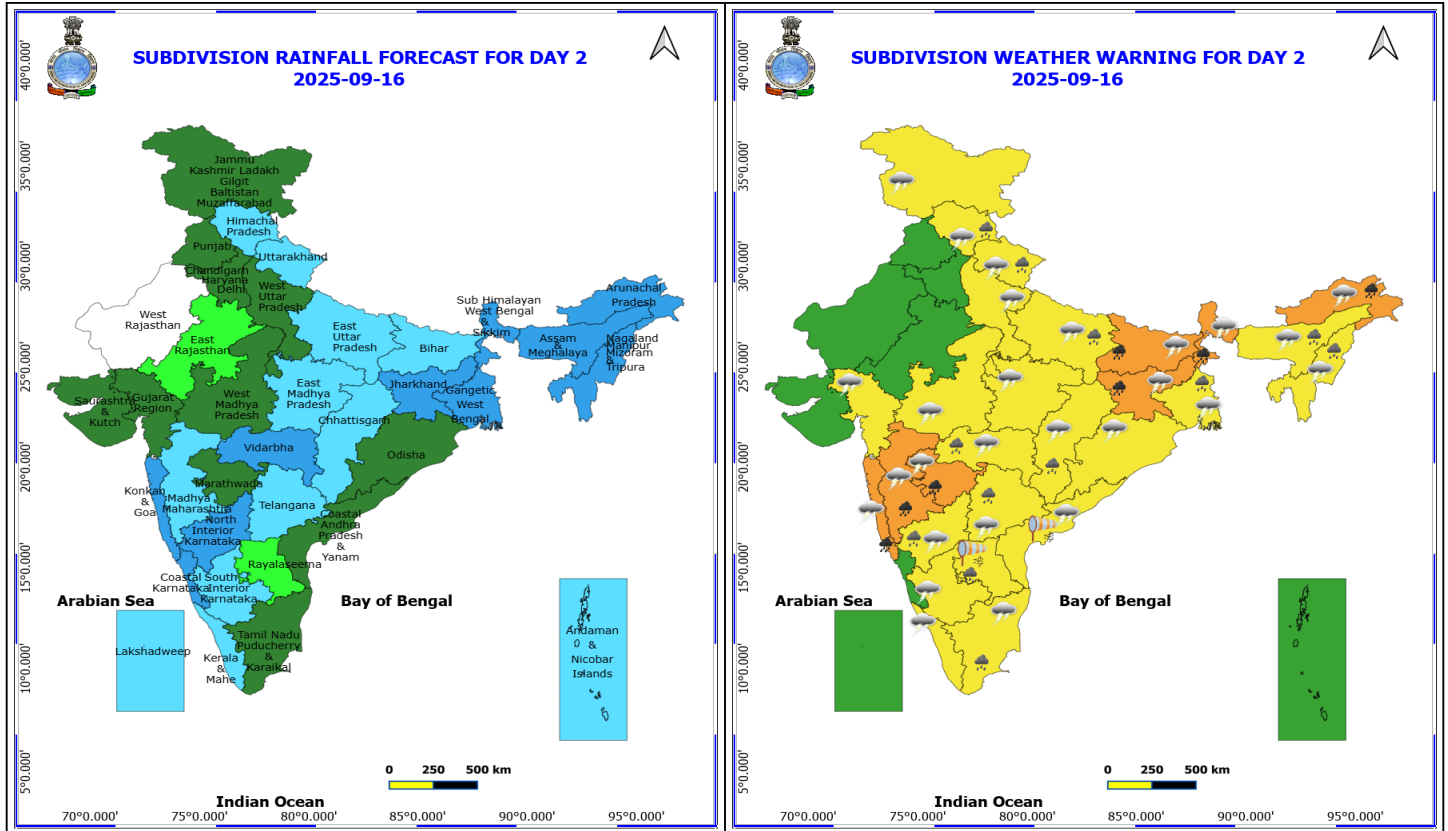 SUBDIVISION RAINFALL FORECAST FOR DAY 2
2025-09-16
40°0.000'
35°0.000'
30°0.000'
25°0.000'
20°0.000'
15°0.000'
10°0.000'
5°0.000'
Jammu
Kashmir Ladakh
Gilgit
Baltistan
Muzaffarabad
Himachal
Pradesh
Punjab
Uttarakhand
Chandigarh
Haryana
Delhi
West
Uttar
Pradesh
West
Rajasthan
East
Rajasthan
East
Uttar
Pradesh
Bihar
Sub Himalayan
West Bengal
&
Sikkim
Arunachal
Pradesh
Assam
&
Meghalaya
Nagaland
Manipur
Mizoram
&
Tripura
Saurashtra
&
Kutch
Gujarat
Region
West
Madhya
Pradesh
East
Madhya
Pradesh
Jharkhand
Gangetic
West
Bengal
Chhattisgarh
Vidarbha
Odisha
Marathwada
Konkan
&
Goa
Madhya
Maharashtra
Telangana
North
Interior
Karnataka
Coastal
Andhra
Pradesh
&
Yanam
Rayalaseema
Coastal
Karnataka
South
Interior
Karnataka
Arabian Sea
Bay of Bengal
Lakshadweep
Tamil Nadu
Puducherry
&
Karaikal
Kerala
&
Mahe
Andaman
&
Nicobar
Islands
0 250 500 km
Indian Ocean
70°0.000' 75°0.000' 80°0.000' 85°0.000' 90°0.000' 95°0.000'
SUBDIVISION WEATHER WARNING FOR DAY 2
2025-09-16
40°0.000'
35°0.000'
30°0.000'
25°0.000'
20°0.000'
15°0.000'
10°0.000'
5°0.000'
Arabian Sea
Bay of Bengal
0 250 500 km
Indian Ocean
70°0.000' 75°0.000' 80°0.000' 85°0.000' 90°0.000' 95°0.000'